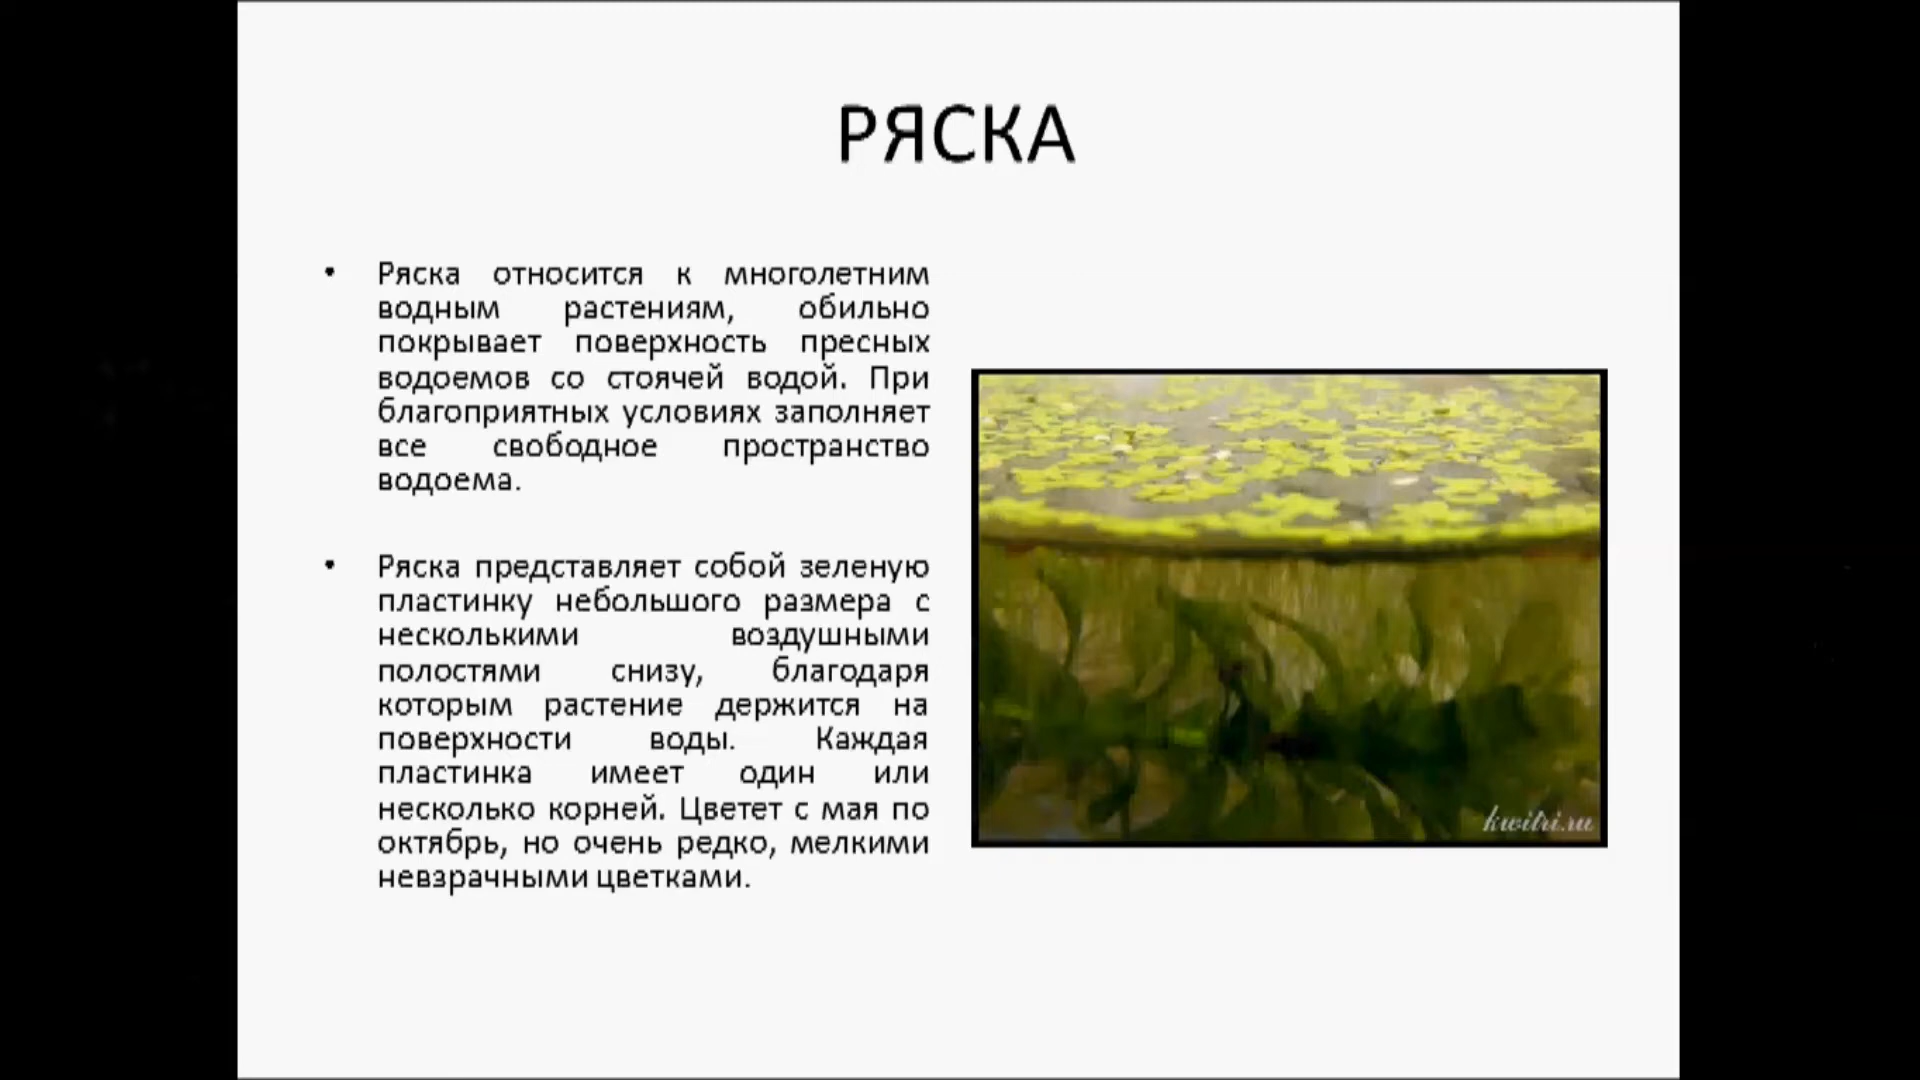 РЯСКА
• Ряска относится к многолетним
водным растениям, обильно
покрывает поверхность пресных
водоемов со стоячей водой. При
благоприятных условиях заполняет
все свободное пространство
водоема.
• Ряска представляет собой зеленую
пластинку небольшого размера с
несколькими воздушными
полостями снизу, благодаря
которым растение держится на
поверхности воды. Каждая
пластинка имеет один или
несколько корней. Цветет с мая по
октябрь, но очень редко, мелкими
невзрачными цветками.
kwitri.ru